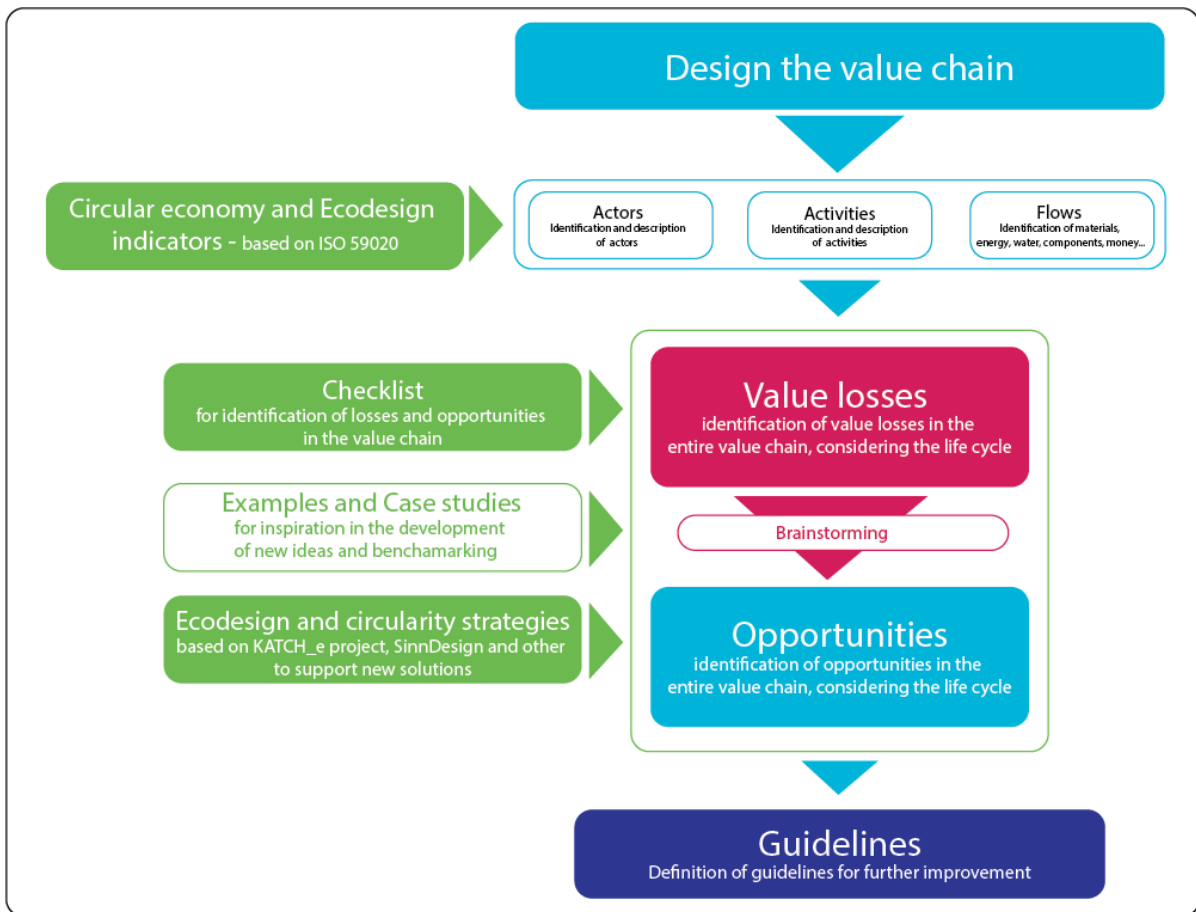 Design the value chain
Circular economy and Ecodesign
indicators - based on ISO 59020
Actors
Identification and description
of actors
Activities
Identification and description
of activities
Flows
Identification of materials,
energy, water, components, money...
Checklist
for identification of losses and opportunities
in the value chain
Value losses
identification of value losses in the
entire value chain, considering the life cycle
Examples and Case studies
for inspiration in the development
of new ideas and benchamarking
Brainstorming
Ecodesign and circularity strategies
based on KATCH_e project, SinnDesign and other
to support new solutions
Opportunities
identification of opportunities in the
entire value chain, considering the life cycle
Guidelines
Definition of guidelines for further improvement